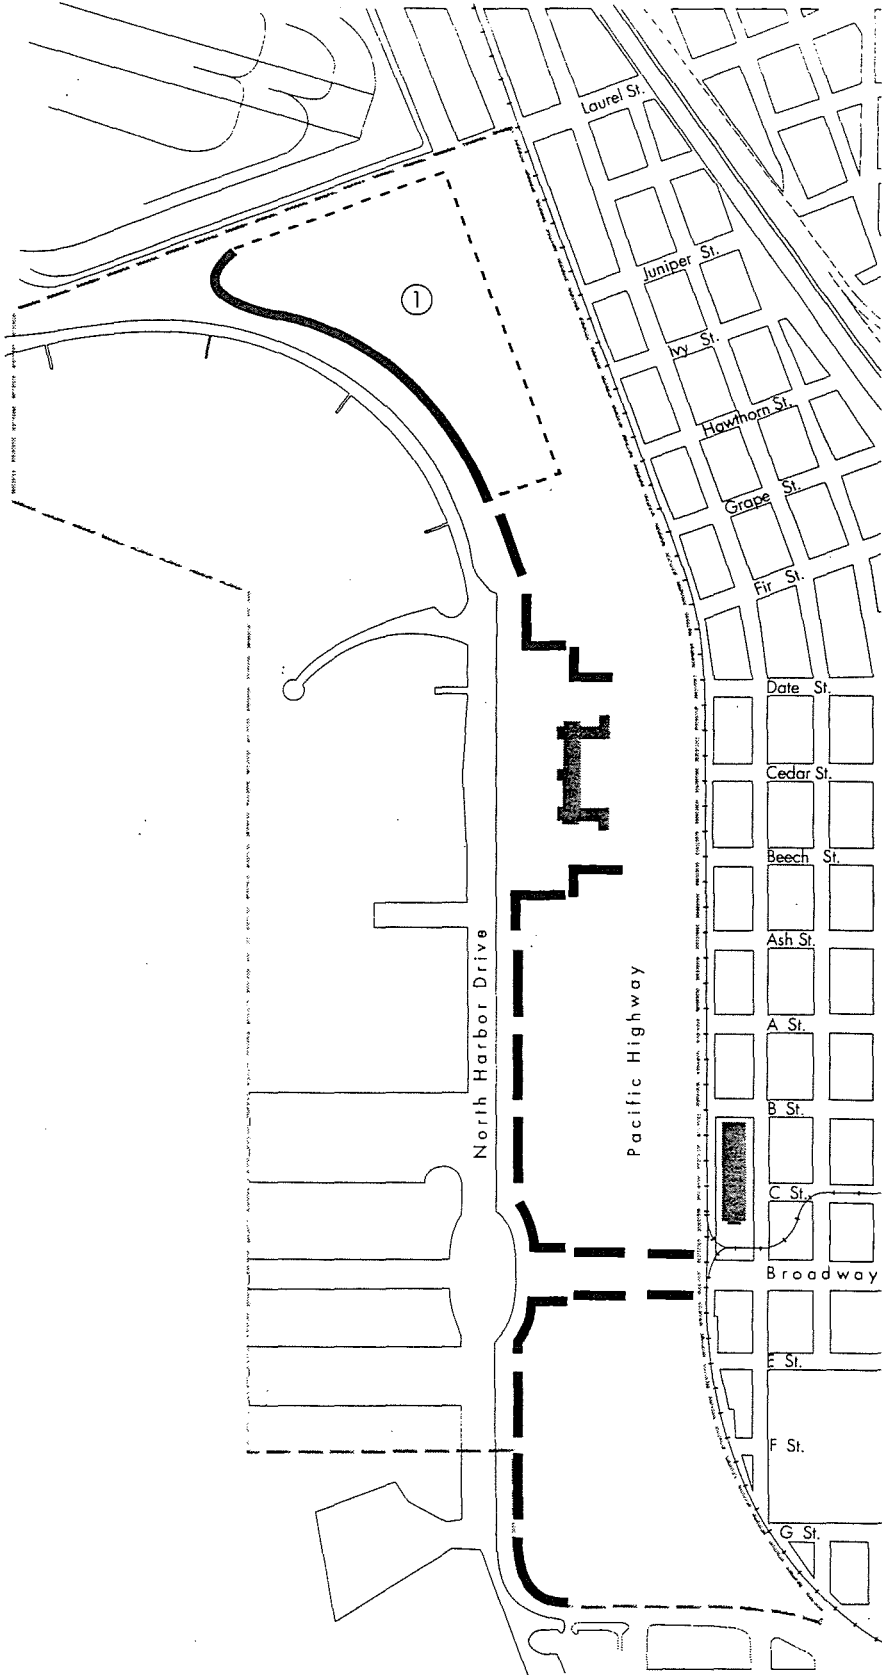 Laurel St.
Juniper St.
1
Ivy St.
Hawthorn St.
Grape St.
Fir St.
Date St.
Cedar St.
Beech St.
Ash St.
North Harbor Drive
Pacific Highway
A St.
B St.
C St.
Broadway
E St.
F St.
G St.